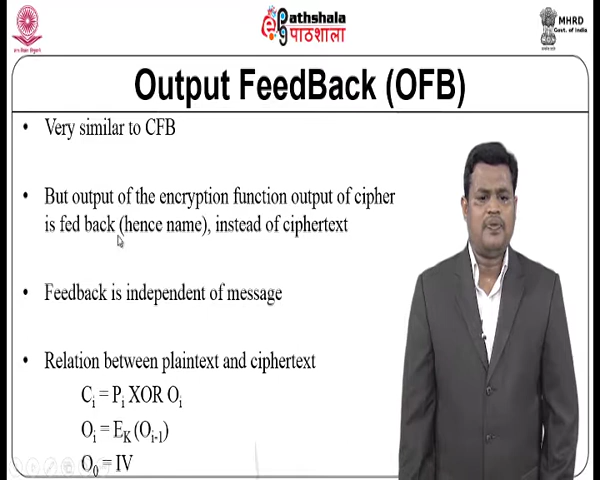 ePathshala
पाठशाला
MHRD
Govt. of India
Output FeedBack (OFB)
• Very similar to CFB
• But output of the encryption function output of cipher
is fed back (hence name), instead of ciphertext
• Feedback is independent of message
• Relation between plaintext and ciphertext
Cᵢ = Pᵢ XOR Oᵢ
Oᵢ = E_K (Oᵢ₋₁)
O₀ = IV